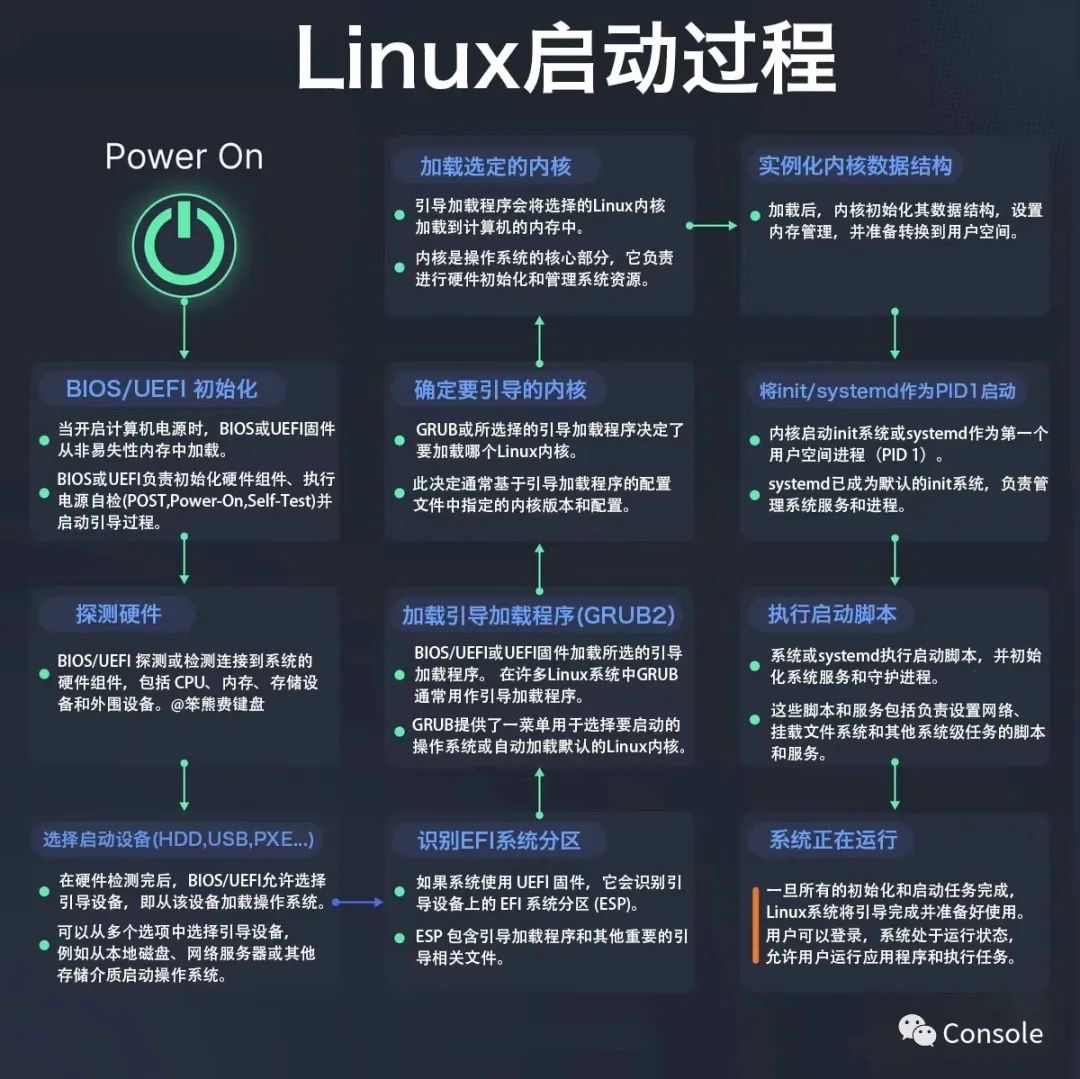 Linux启动过程
Power On
BIOS/UEFI 初始化
当开启计算机电源时，BIOS或UEFI固件
从非易失性内存中加载。
BIOS或UEFI负责初始化硬件组件、执行
电源自检(POST,Power-On,Self-Test)并
启动引导过程。
探测硬件
BIOS/UEFI 探测或检测连接到系统的
硬件组件，包括 CPU、内存、存储设
备和外围设备。@笨熊费键盘
选择启动设备(HDD,USB,PXE...)
在硬件检测完后，BIOS/UEFI允许选择
引导设备，即从该设备加载操作系统。
可以从多个选项中选择引导设备，
例如从本地磁盘、网络服务器或其他
存储介质启动操作系统。
识别EFI系统分区
如果系统使用 UEFI 固件，它会识别引
导设备上的 EFI 系统分区 (ESP)。
ESP 包含引导加载程序和其他重要的引
导相关文件。
加载引导加载程序(GRUB2)
BIOS/UEFI或UEFI固件加载所选的引导
加载程序。 在许多Linux系统中GRUB
通常用作引导加载程序。
GRUB提供了一菜单用于选择要启动的
操作系统或自动加载默认的Linux内核。
确定要引导的内核
GRUB或所选择的引导加载程序决定了
要加载哪个Linux内核。
此决定通常基于引导加载程序的配置
文件中指定的内核版本和配置。
加载选定的内核
引导加载程序会将选择的Linux内核
加载到计算机的内存中。
内核是操作系统的核心部分，它负责
进行硬件初始化和管理系统资源。
实例化内核数据结构
加载后，内核初始化其数据结构，设置
内存管理，并准备转换到用户空间。
将init/systemd作为PID1启动
内核启动init系统或systemd作为第一个
用户空间进程（PID 1）。
systemd已成为默认的init系统，负责管
理系统服务和进程。
执行启动脚本
系统或systemd执行启动脚本，并初始
化系统服务和守护进程。
这些脚本和服务包括负责设置网络、
挂载文件系统和其他系统级任务的脚本
和服务。
系统正在运行
一旦所有的初始化和启动任务完成，
Linux系统将引导完成并准备好使用。
用户可以登录，系统处于运行状态，
允许用户运行应用程序和执行任务。
Console